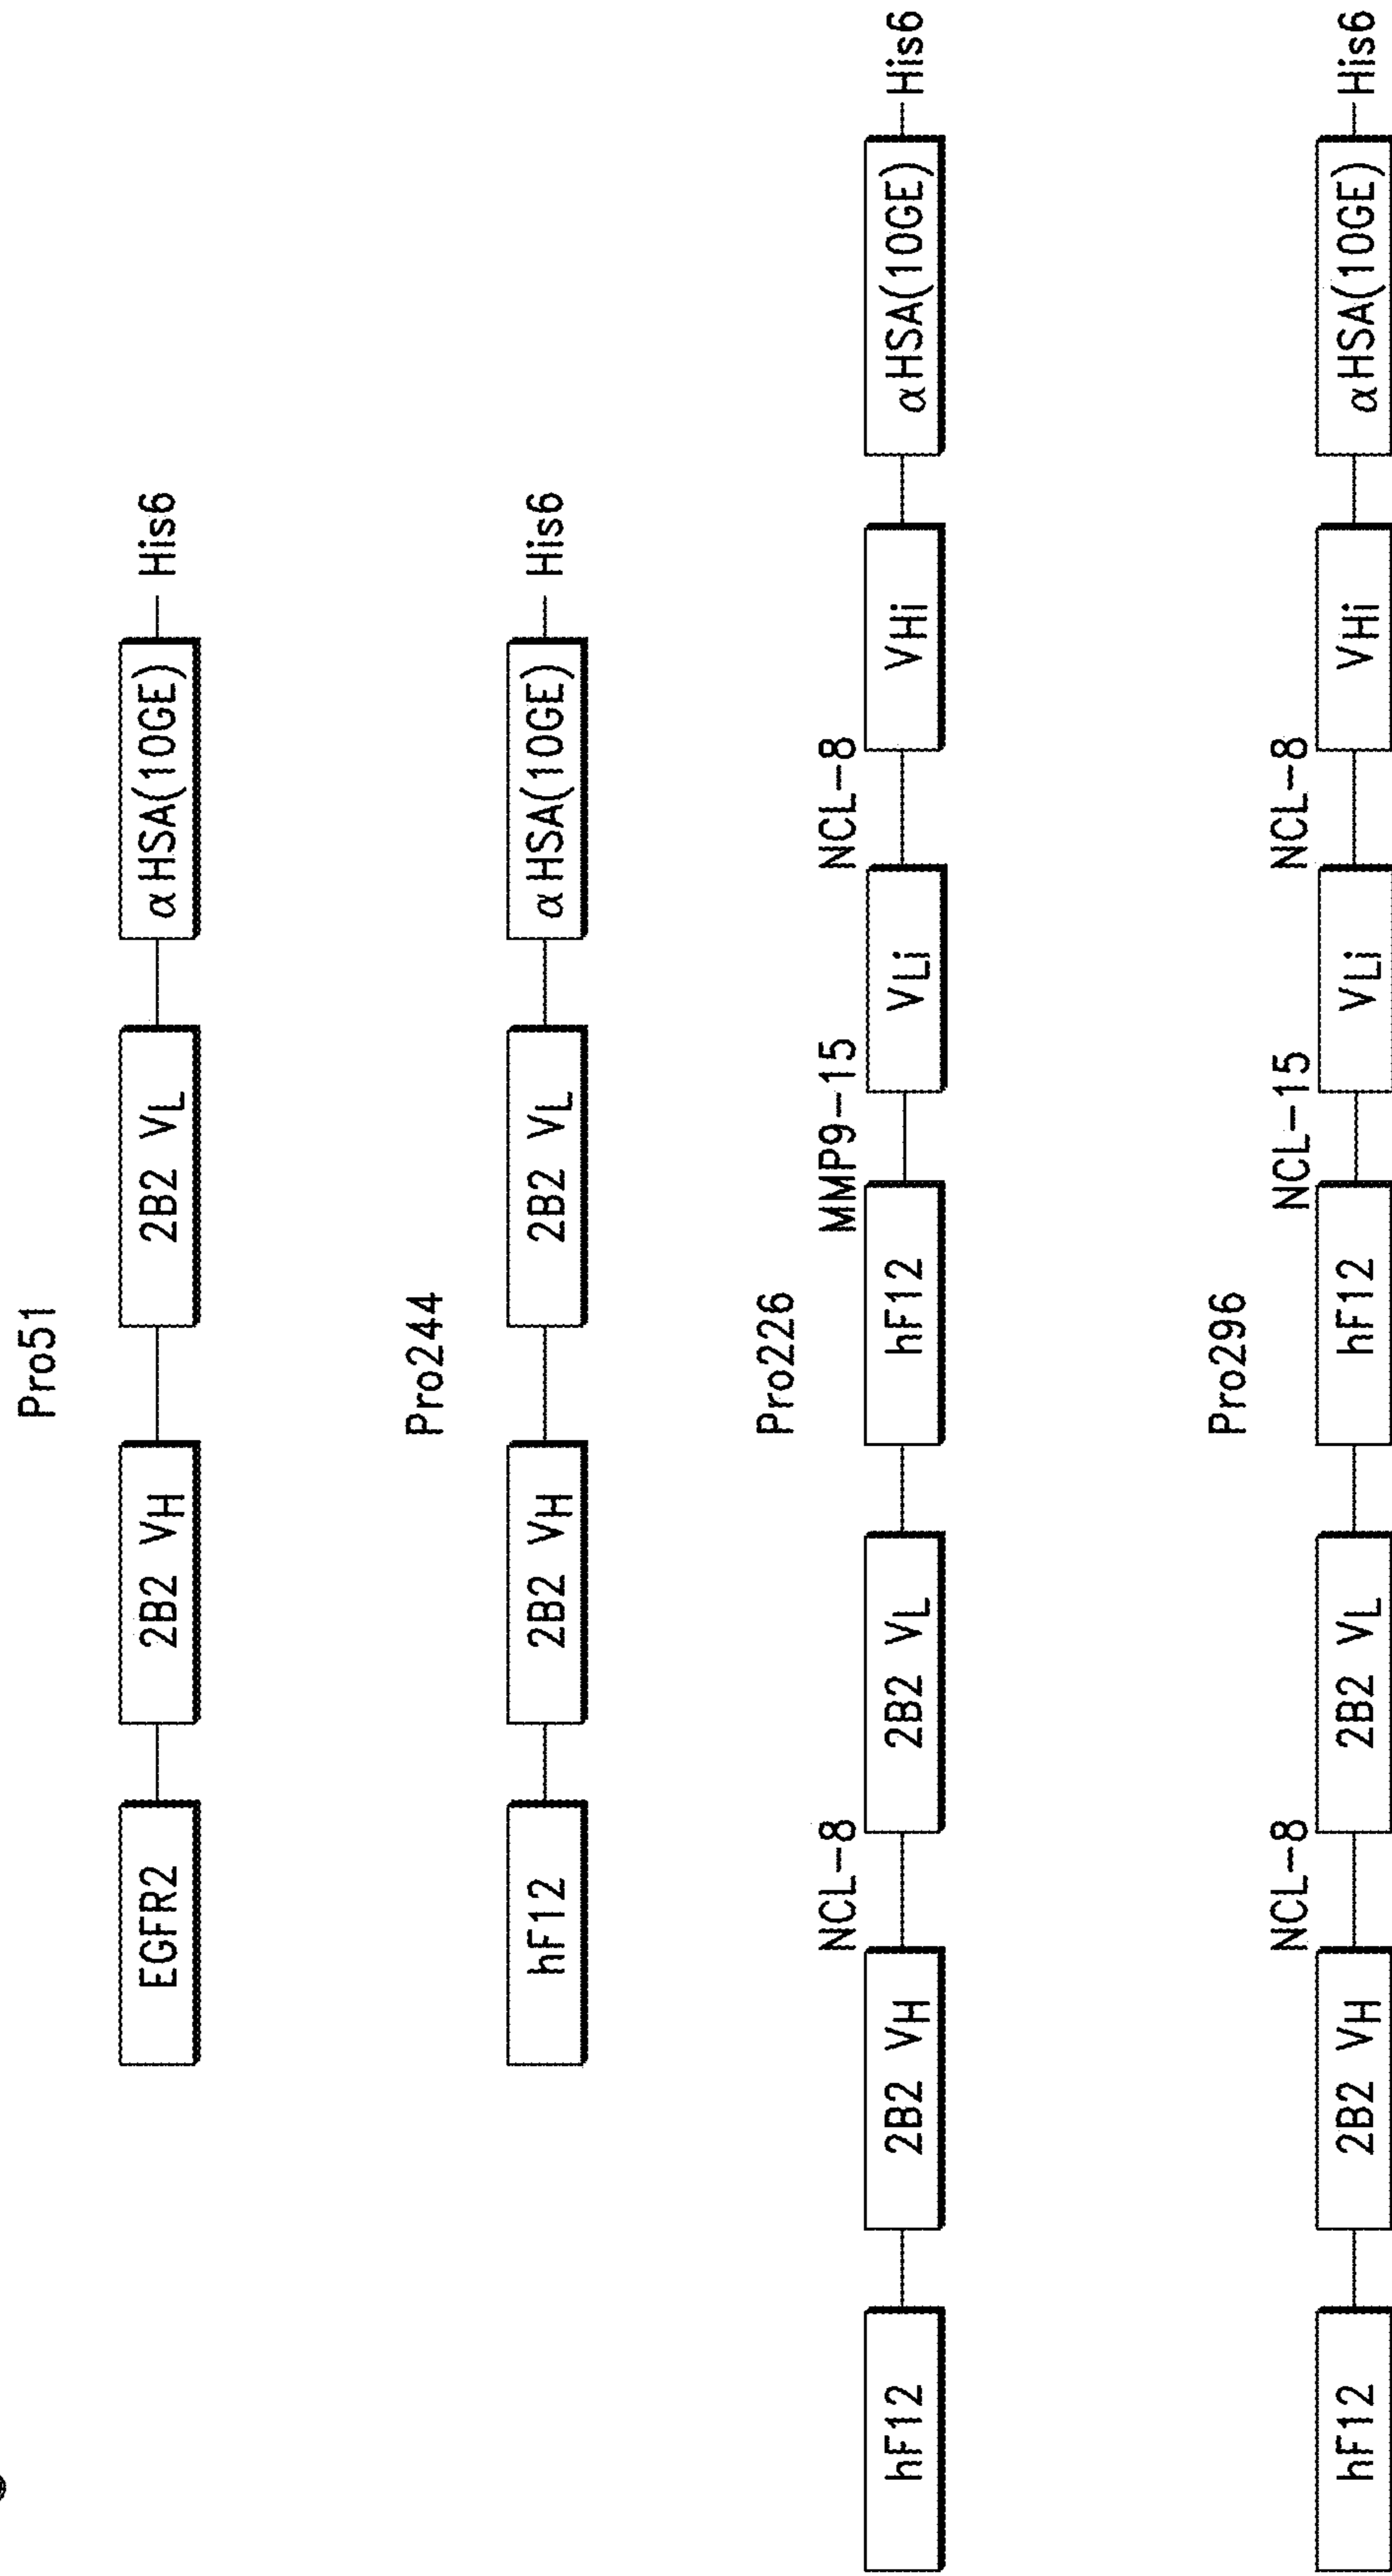 Pro51
EGFR2 2B2 VH 2B2 VL αHSA(10GE) His6
Pro244
hF12 2B2 VH 2B2 VL αHSA(10GE) His6
Pro226
NCL-8 MMP9-15 NCL-8
hF12 2B2 VH 2B2 VL hF12 VLi VHi αHSA(10GE) His6
Pro296
NCL-8 NCL-15 NCL-8
hF12 2B2 VH 2B2 VL hF12 VLi VHi αHSA(10GE) His6